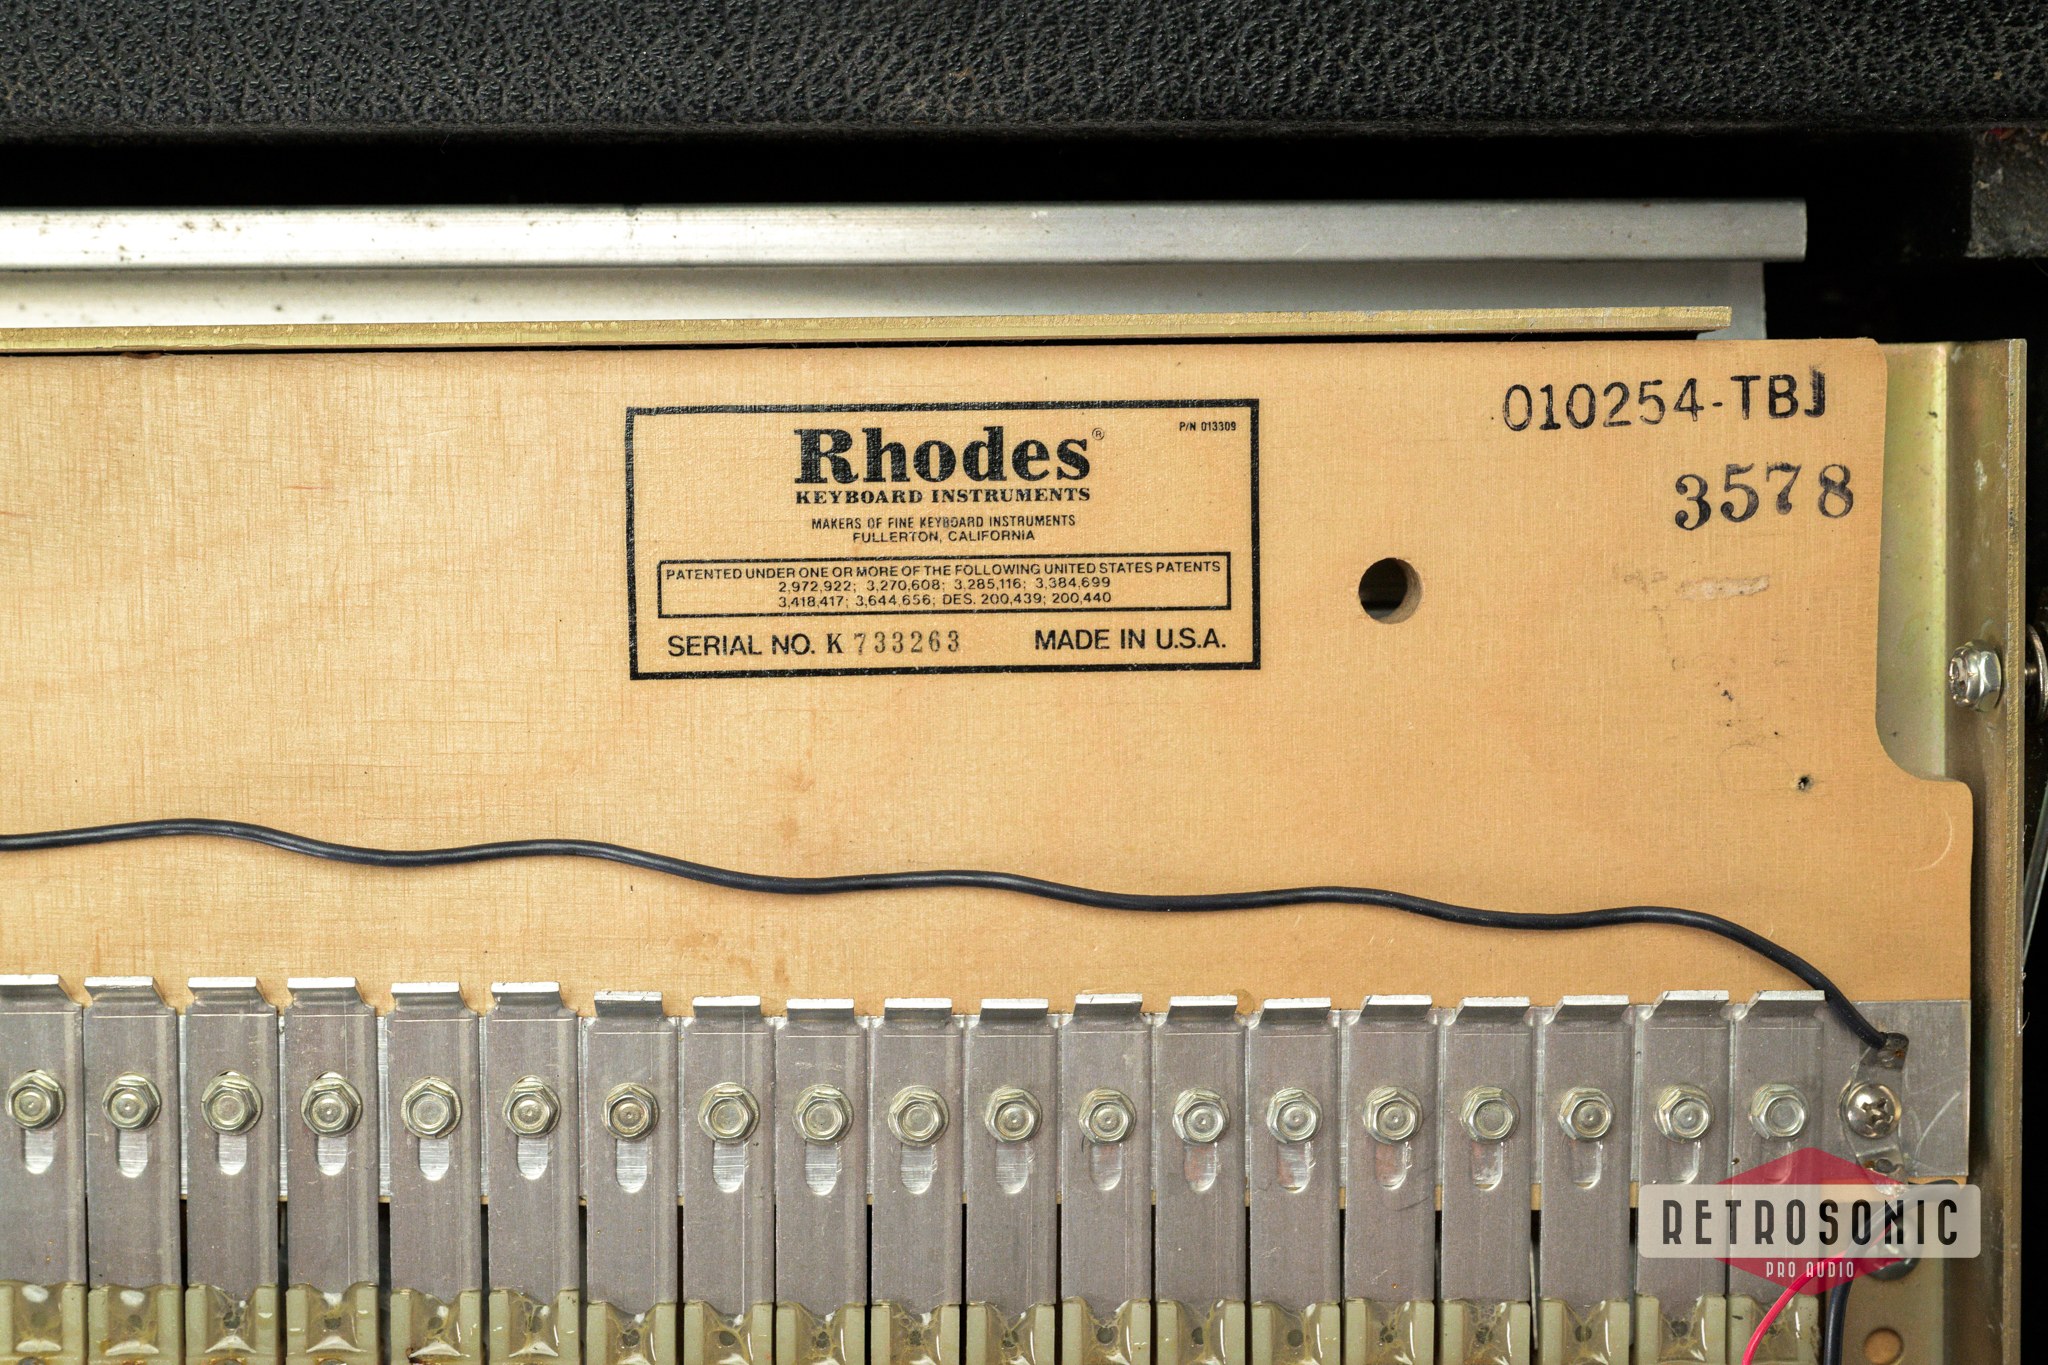 Rhodes®
P/N 013309
KEYBOARD INSTRUMENTS
MAKERS OF FINE KEYBOARD INSTRUMENTS
FULLERTON, CALIFORNIA
PATENTED UNDER ONE OR MORE OF THE FOLLOWING UNITED STATES PATENTS
2,972,922; 3,270,608; 3,285,116; 3,384,699
3,418,417; 3,644,656; DES. 200,439; 200,440
SERIAL NO. K 733263 MADE IN U.S.A.
010254-TBJ
3578
RETROSONIC
PRO AUDIO